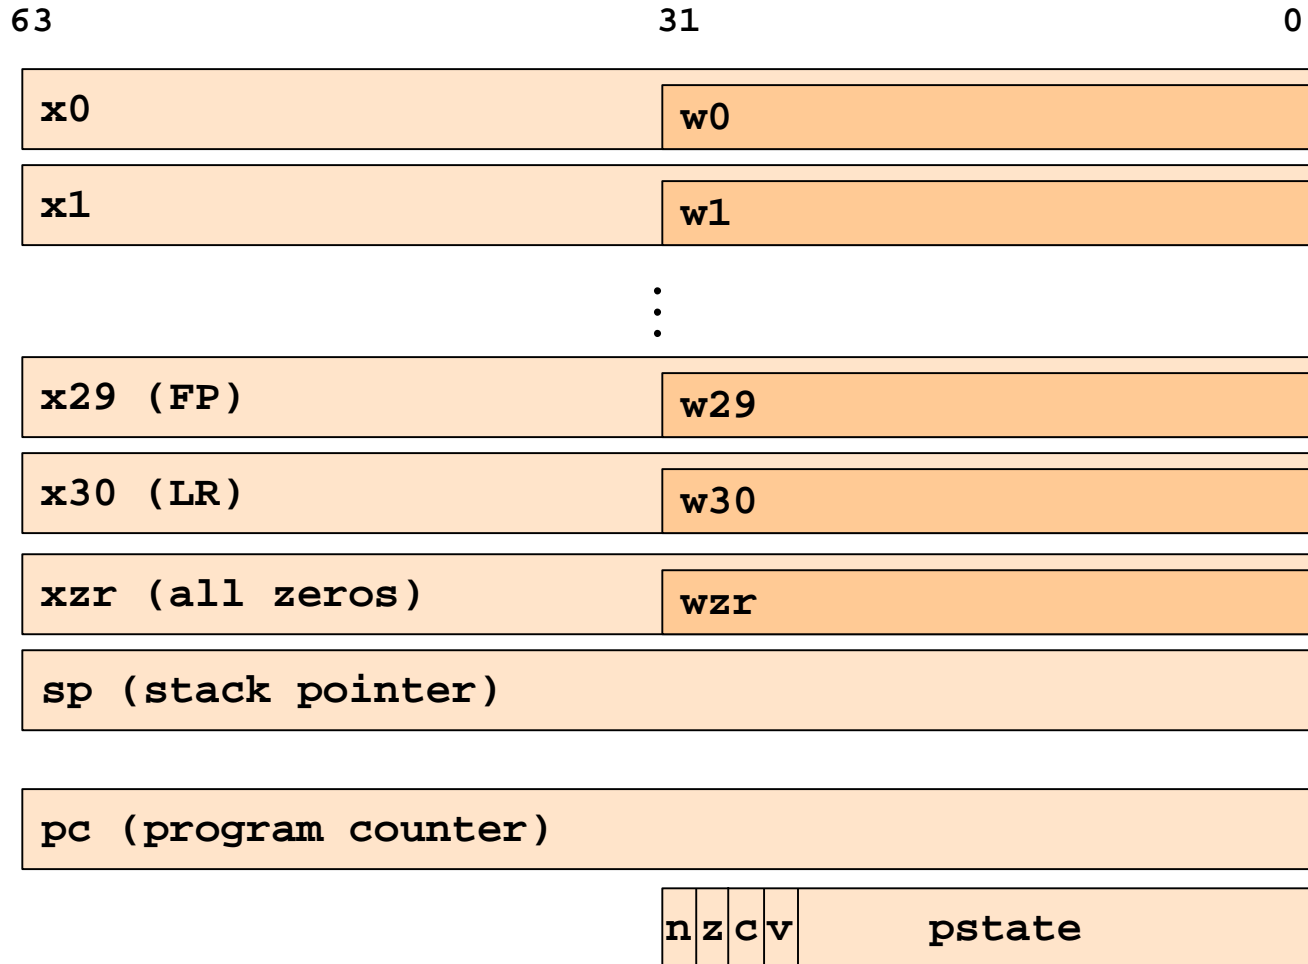 63 31 0
x0 w0
x1 w1
x29 (FP) w29
x30 (LR) w30
xzr (all zeros) wzr
sp (stack pointer)
pc (program counter)
n z c v pstate